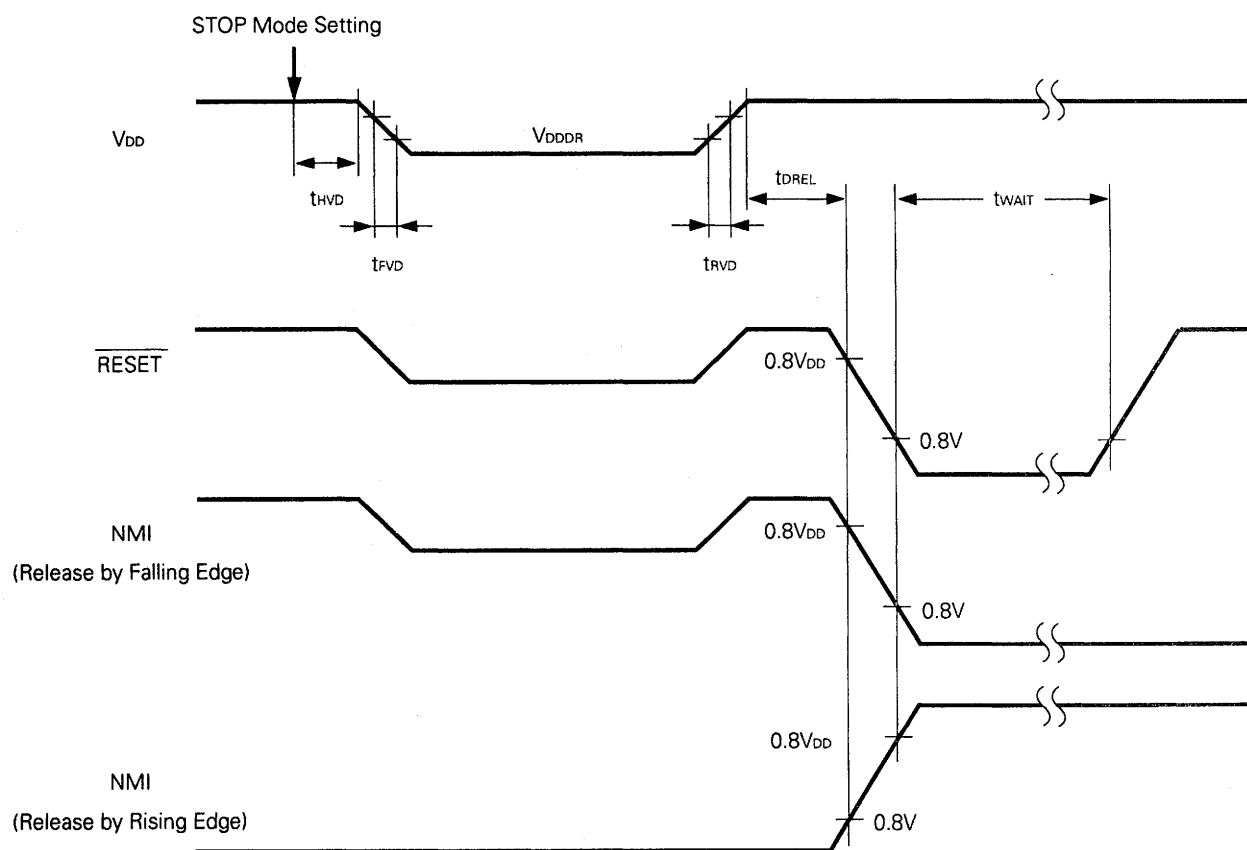 STOP Mode Setting
VDD
VDDDR
tHVD
tFVD
tRVD
tDREL
tWAIT
RESET
0.8VDD
0.8V
NMI
(Release by Falling Edge)
0.8VDD
0.8V
0.8VDD
NMI
(Release by Rising Edge)
0.8V